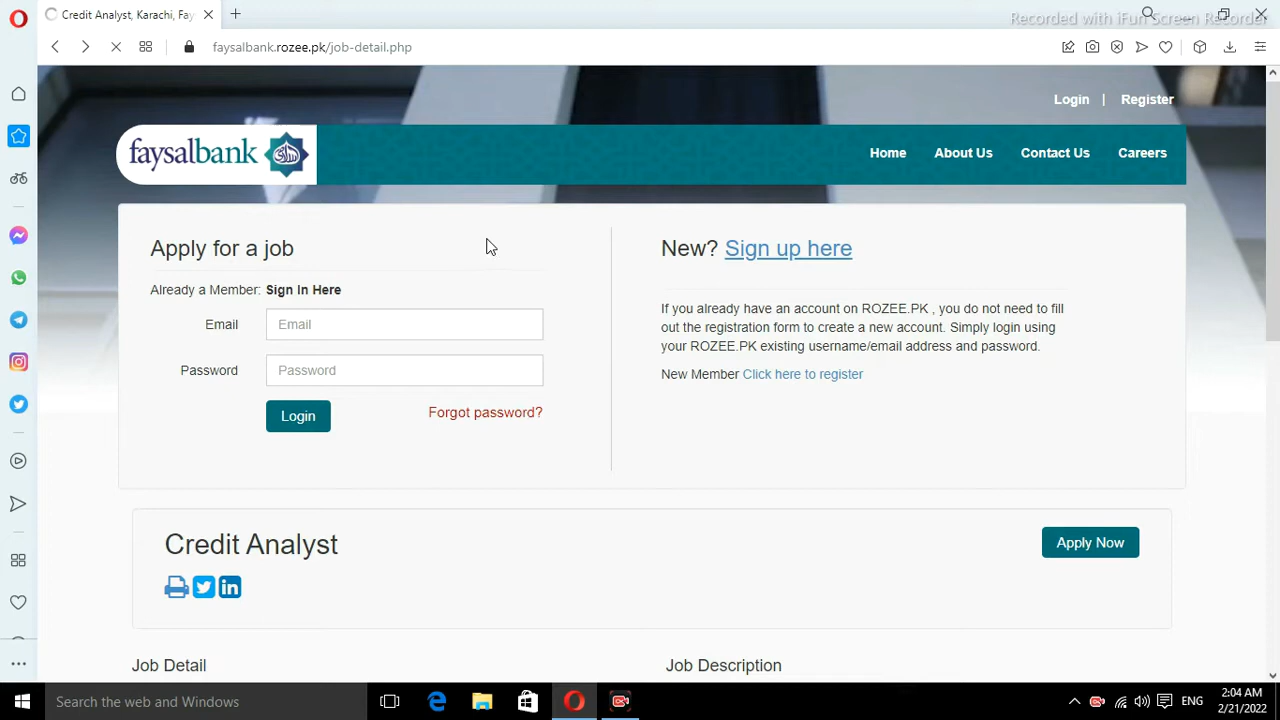 Credit Analyst, Karachi, Fay
Recorded with iFun Screen Recorder
faysalbank.rozee.pk/job-detail.php
Login | Register
faysalbank
Home About Us Contact Us Careers
Apply for a job
Already a Member: Sign In Here
Email Email
Password Password
Login Forgot password?
New? Sign up here
If you already have an account on ROZEE.PK , you do not need to fill
out the registration form to create a new account. Simply login using
your ROZEE.PK existing username/email address and password.
New Member Click here to register
Credit Analyst
Apply Now
Job Detail
Job Description
Search the web and Windows
ENG
2:04 AM
2/21/2022